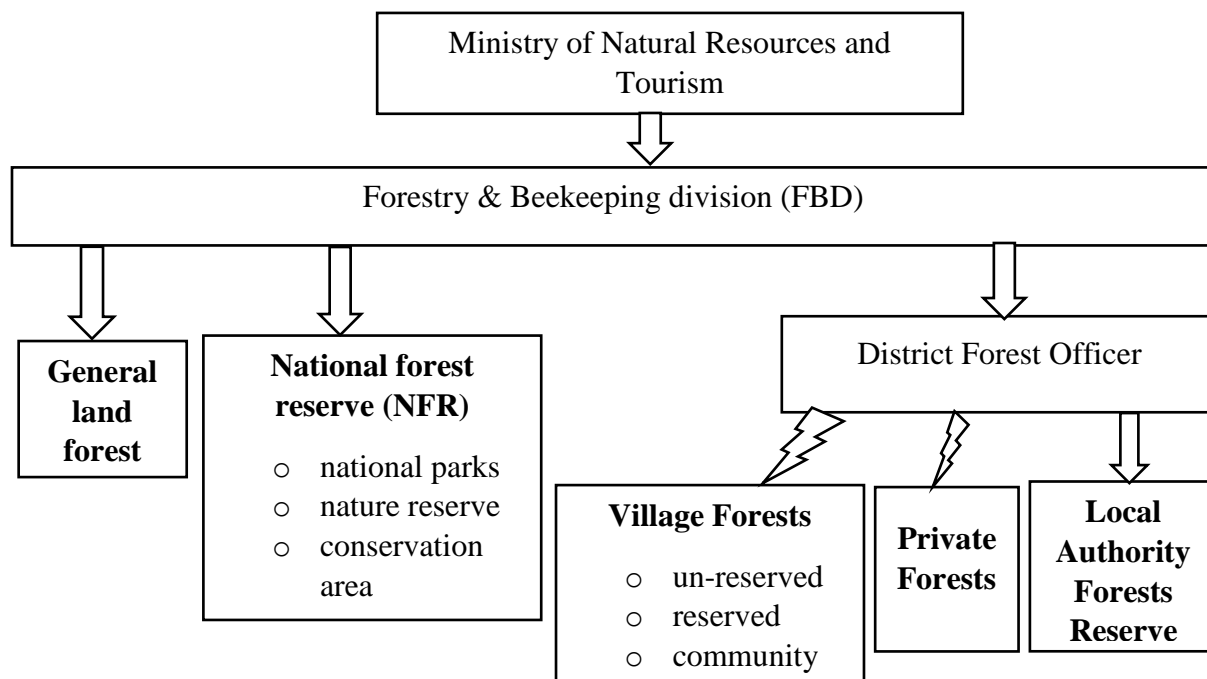 Ministry of Natural Resources and
Tourism
Forestry & Beekeeping division (FBD)
General
land
forest
National forest
reserve (NFR)
o national parks
o nature reserve
o conservation
area
District Forest Officer
Village Forests
o un-reserved
o reserved
o community
Private
Forests
Local
Authority
Forests
Reserve